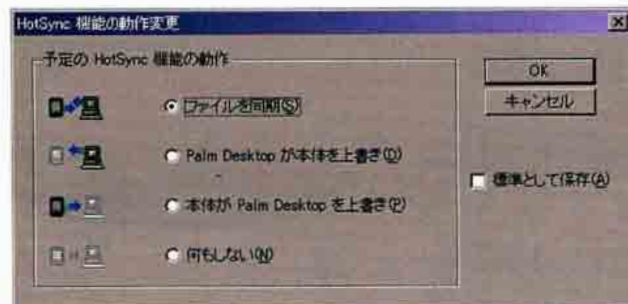 HotSync 機能の動作変更
予定の HotSync 機能の動作
ファイルを同期(S)
Palm Desktop が本体を上書き(D)
本体が Palm Desktop を上書き(P)
何もしない(N)
OK
キャンセル
標準として保存(A)